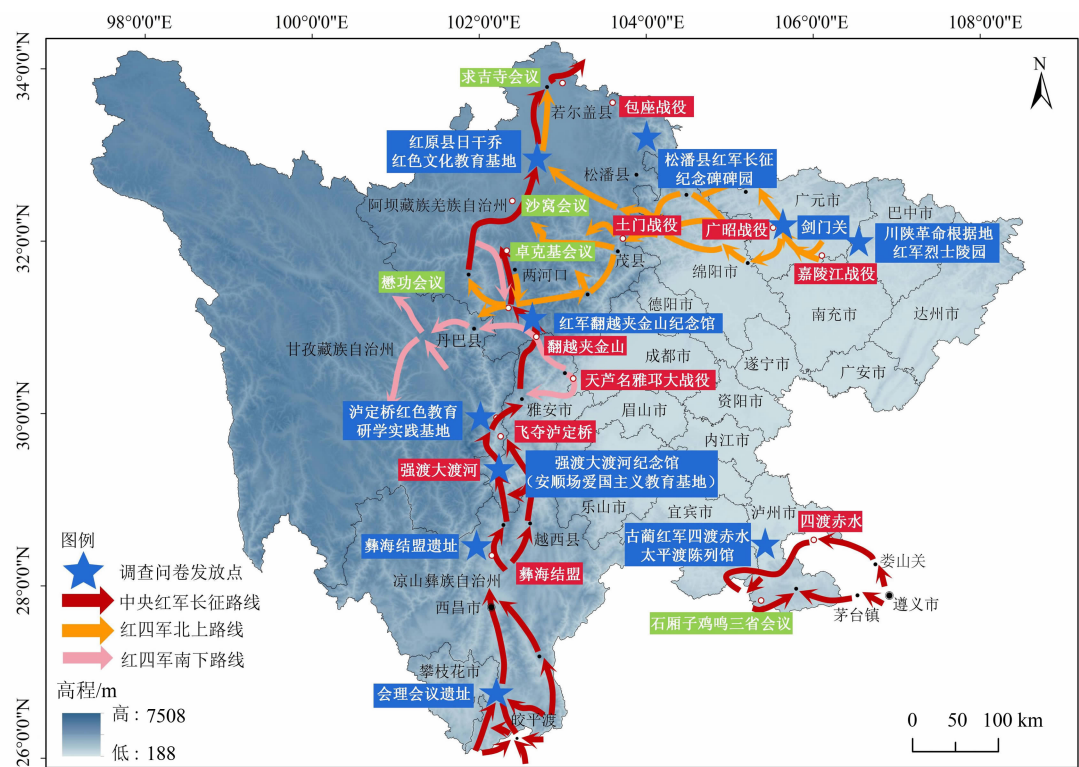 98°0'0"E
100°0'0"E
102°0'0"E
104°0'0"E
106°0'0"E
108°0'0"E
34°0'0"N
32°0'0"N
30°0'0"N
28°0'0"N
26°0'0"N
N
求吉寺会议
若尔盖县
包座战役
红原县日干乔
红色文化教育基地
松潘县
松潘县红军长征
纪念碑碑园
阿坝藏族羌族自治州
沙窝会议
土门战役
广昭战役
广元市
剑门关
巴中市
川陕革命根据地
红军烈士陵园
卓克基会议
两河口
茂县
绵阳市
嘉陵江战役
懋功会议
德阳市
南充市
达州市
红军翻越夹金山纪念馆
丹巴县
翻越夹金山
甘孜藏族自治州
成都市
遂宁市
广安市
天芦名雅邛大战役
泸定桥红色教育
研学实践基地
雅安市
眉山市
资阳市
飞夺泸定桥
内江市
强渡大渡河
强渡大渡河纪念馆
（安顺场爱国主义教育基地）
乐山市
宜宾市
泸州市
四渡赤水
古蔺红军四渡赤水
太平渡陈列馆
彝海结盟遗址
越西县
彝海结盟
娄山关
凉山彝族自治州
西昌市
遵义市
茅台镇
石厢子鸡鸣三省会议
攀枝花市
会理会议遗址
皎平渡
图例
调查问卷发放点
中央红军长征路线
红四军北上路线
红四军南下路线
高程/m
高：7508
低：188
0 50 100 km